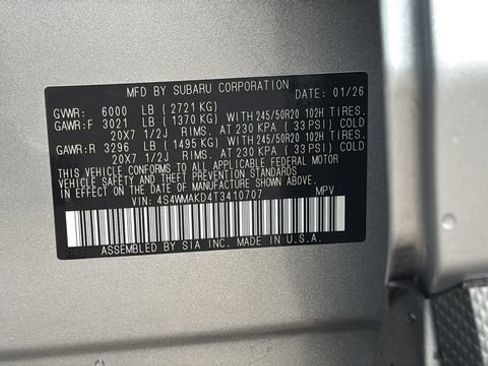 MFD BY SUBARU CORPORATION
DATE: 01/26
GVWR: 6000 LB ( 2721 KG)
GAWR:F 3021 LB ( 1370 KG) WITH 245/50R20 102H TIRES.
20X7 1/2J RIMS. AT 230 KPA ( 33 PSI) COLD
GAWR:R 3296 LB ( 1495 KG) WITH 245/50R20 102H TIRES.
20X7 1/2J RIMS. AT 230 KPA ( 33 PSI) COLD
THIS VEHICLE CONFORMS TO ALL APPLICABLE FEDERAL MOTOR
VEHICLE SAFETY AND THEFT PREVENTION STANDARDS
IN EFFECT ON THE DATE OF MANUFACTURE SHOWN ABOVE.
VIN: 4S4WMAKD4T3410707 MPV
ASSEMBLED BY SIA INC. MADE IN U.S.A.